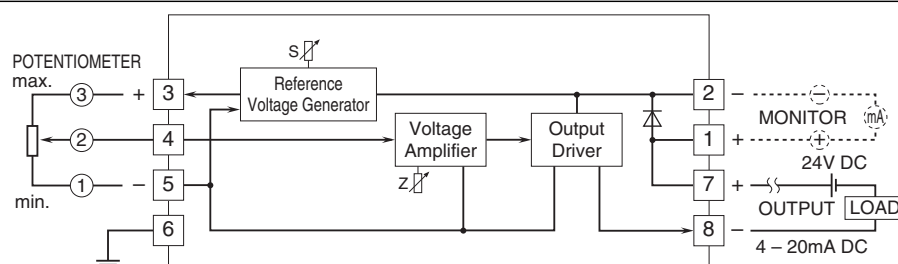 POTENTIOMETER
max.
3 + 3
2 4
1 − 5
min.
6
S
Reference
Voltage Generator
Voltage
Amplifier
Z
Output
Driver
2 − −
MONITOR mA
1 + +
24V DC
7 +
OUTPUT LOAD
8 −
4 – 20mA DC